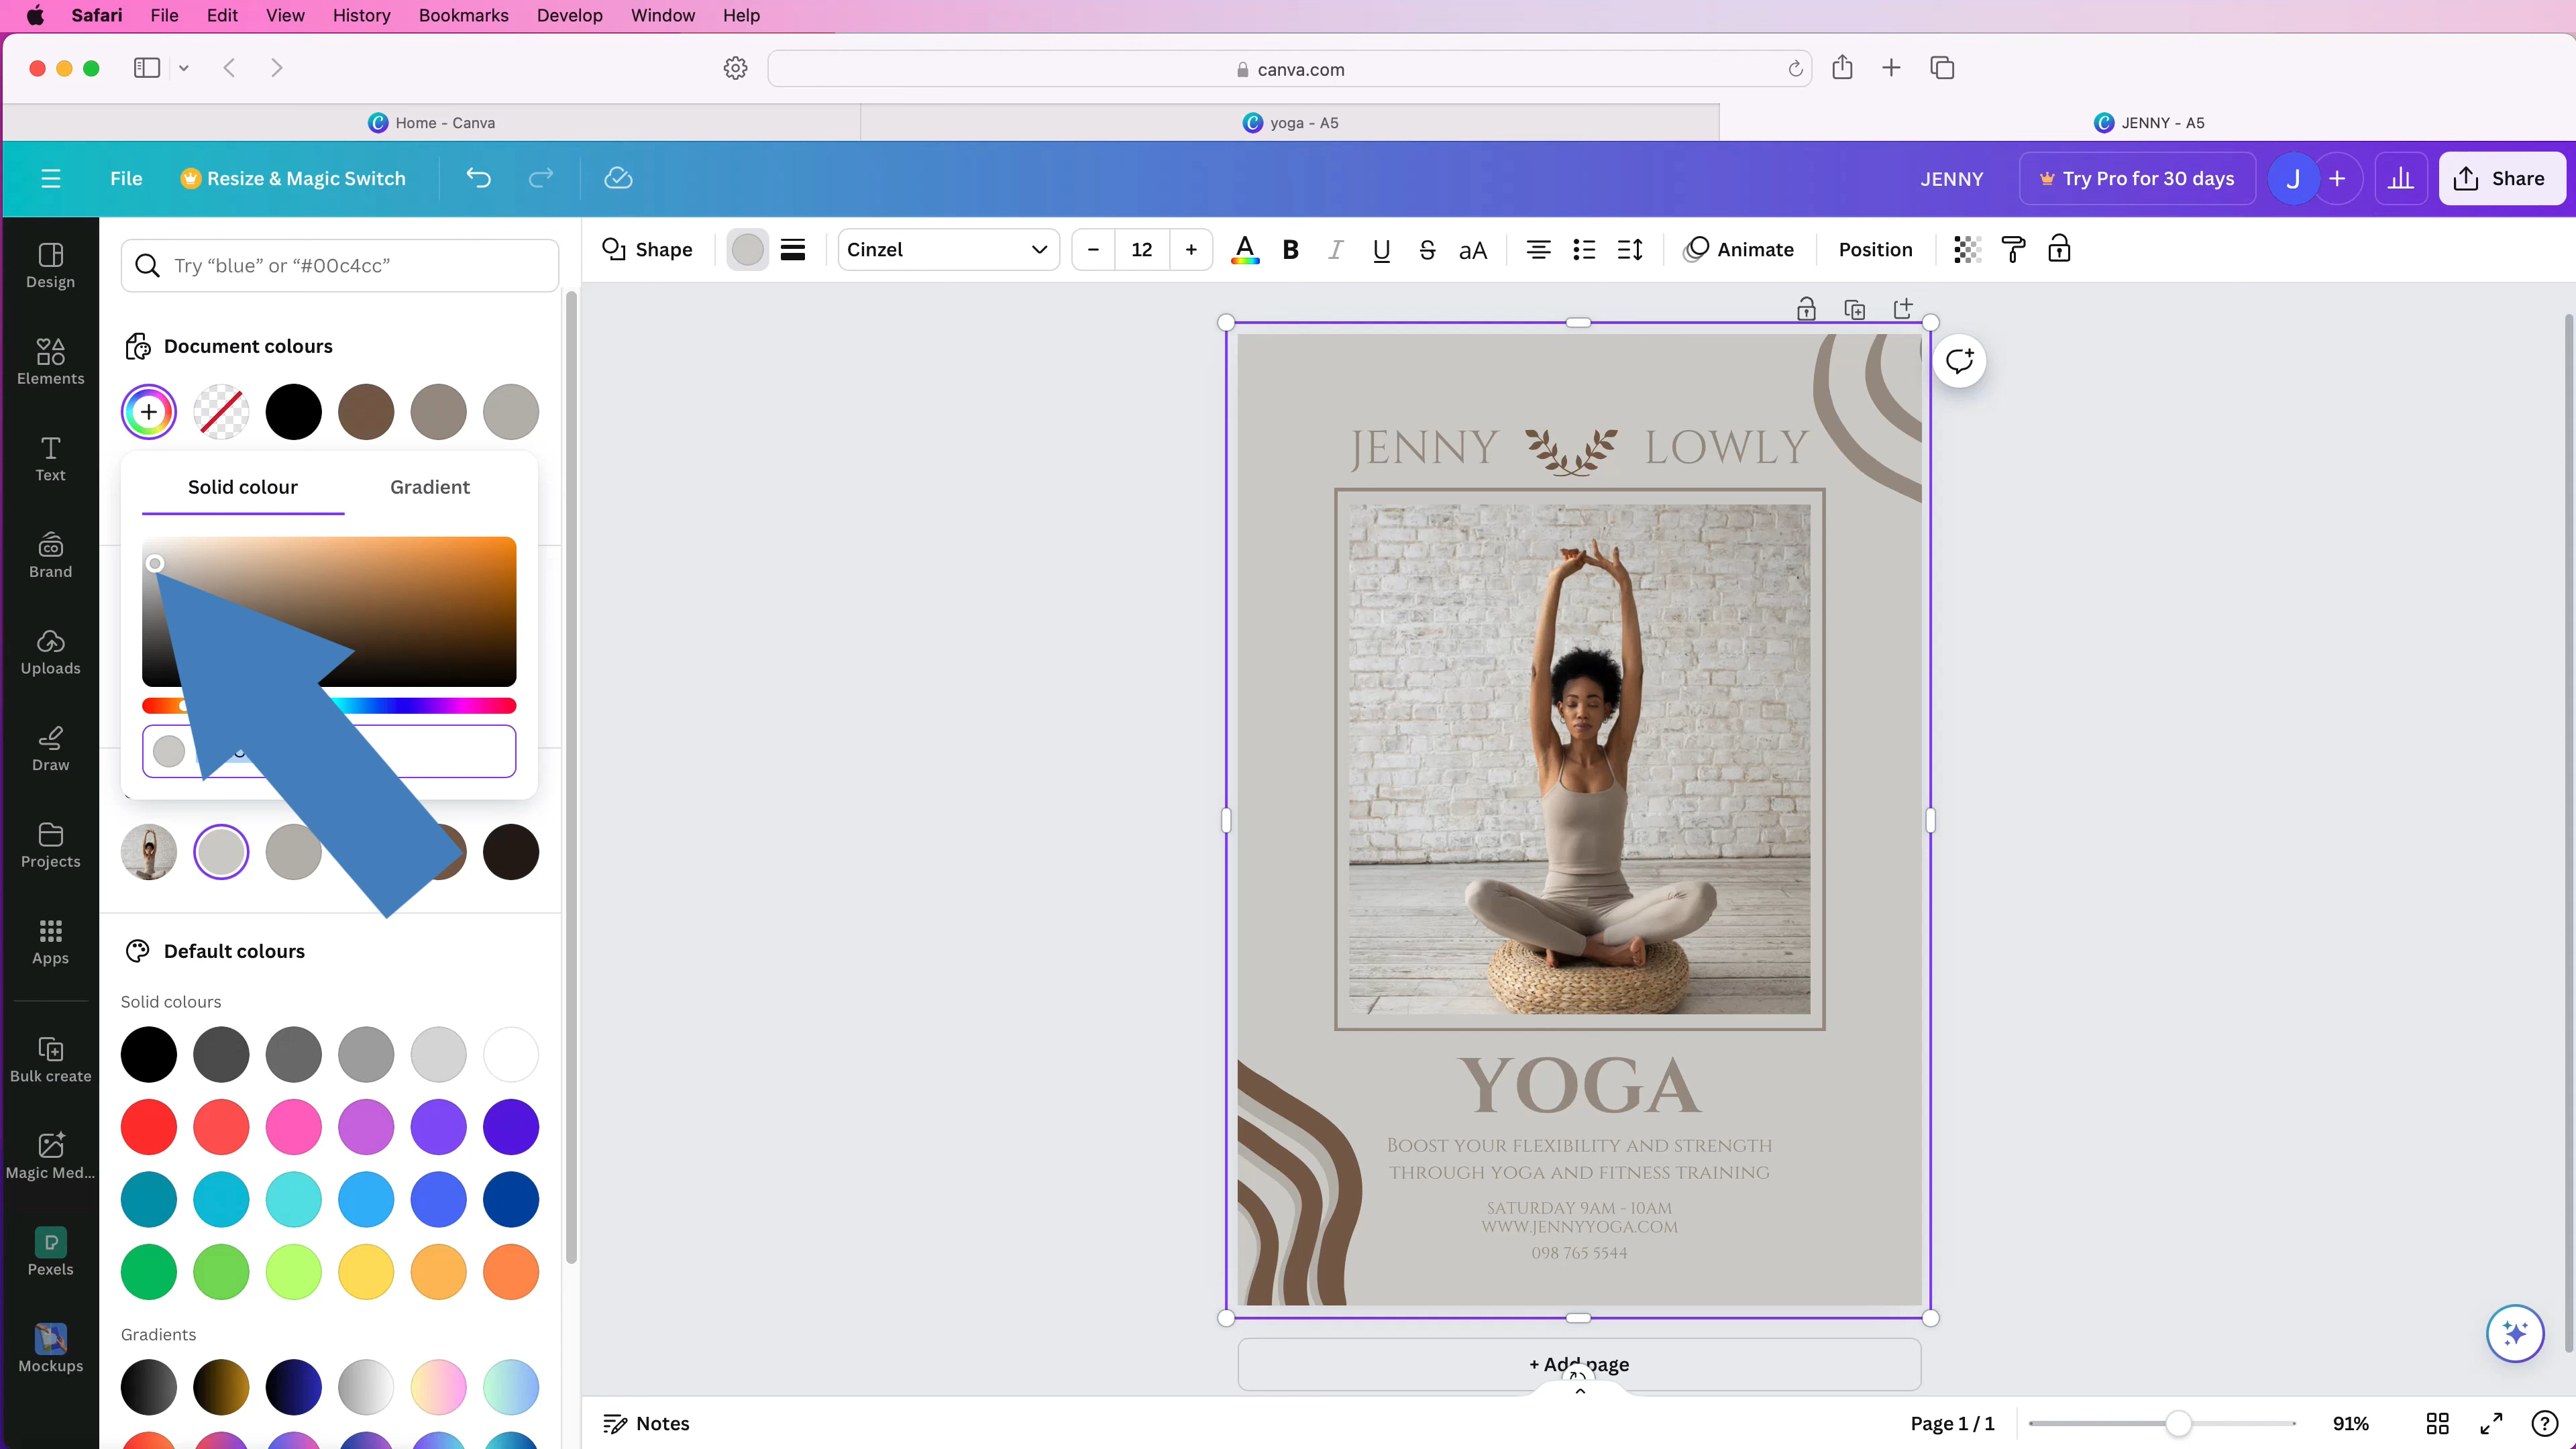 Safari File Edit View History Bookmarks Develop Window Help
canva.com
Home - Canva
yoga - A5
JENNY - A5
File
Resize & Magic Switch
JENNY
Try Pro for 30 days
J
Share
Design
Elements
Text
Brand
Uploads
Draw
Projects
Apps
Bulk create
Magic Med...
Pexels
Mockups
Try “blue” or “#00c4cc”
Document colours
Solid colour
Gradient
Default colours
Solid colours
Gradients
Shape
Cinzel
12
B
I
U
S
aA
Animate
Position
JENNY LOWLY
YOGA
BOOST YOUR FLEXIBILITY AND STRENGTH
THROUGH YOGA AND FITNESS TRAINING
SATURDAY 9AM - 10AM
WWW.JENNYYOGA.COM
098 765 5544
+ Add page
Notes
Page 1 / 1
91%